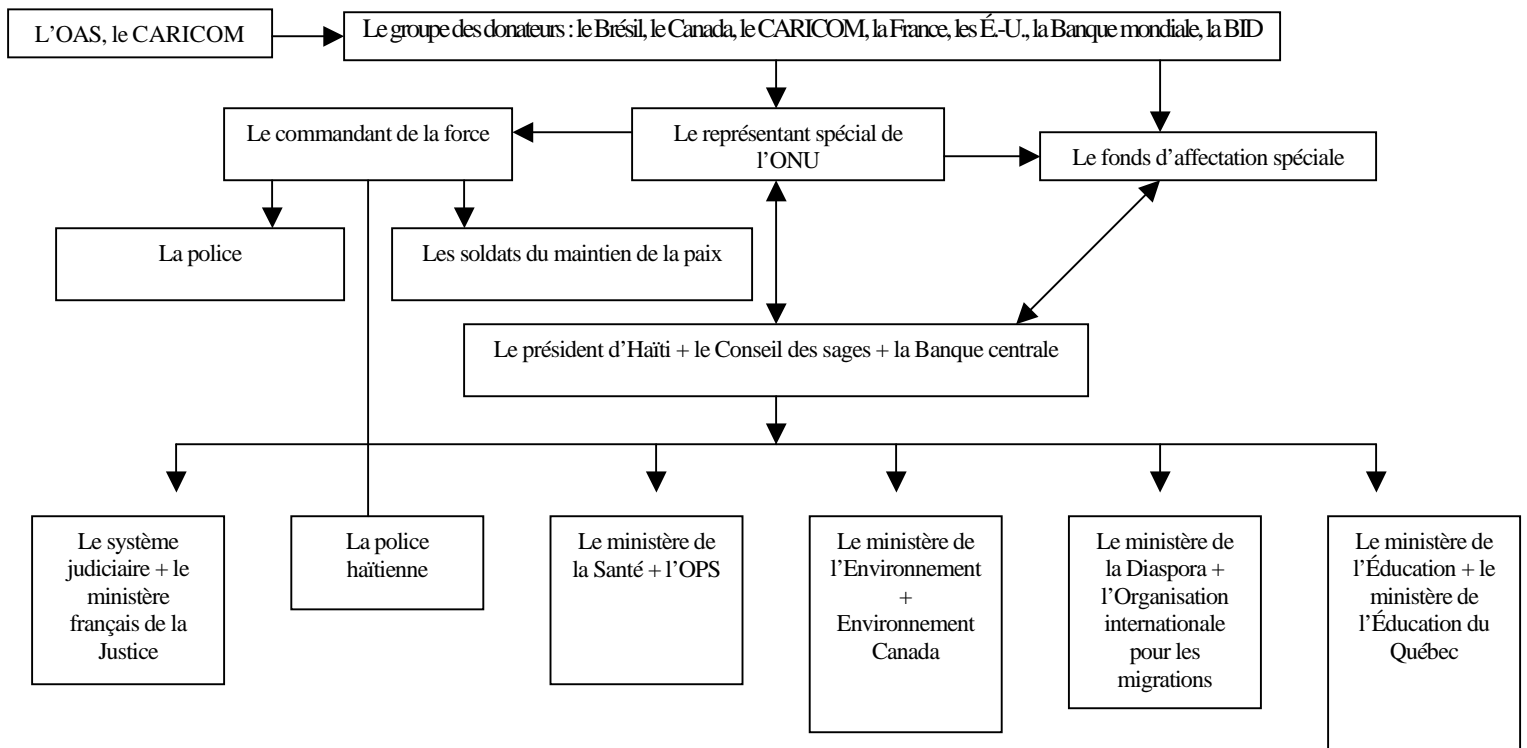 L'OAS, le CARICOM
Le groupe des donateurs : le Brésil, le Canada, le CARICOM, la France, les É.-U., la Banque mondiale, la BID
Le commandant de la force
Le représentant spécial de
l'ONU
Le fonds d'affectation spéciale
La police
Les soldats du maintien de la paix
Le président d'Haïti + le Conseil des sages + la Banque centrale
Le système
judiciaire + le
ministère
français de la
Justice
La police
haïtienne
Le ministère de
la Santé + l'OPS
Le ministère de
l'Environnement
+
Environnement
Canada
Le ministère de
la Diaspora +
l'Organisation
internationale
pour les
migrations
Le ministère de
l'Éducation + le
ministère de
l'Éducation du
Québec